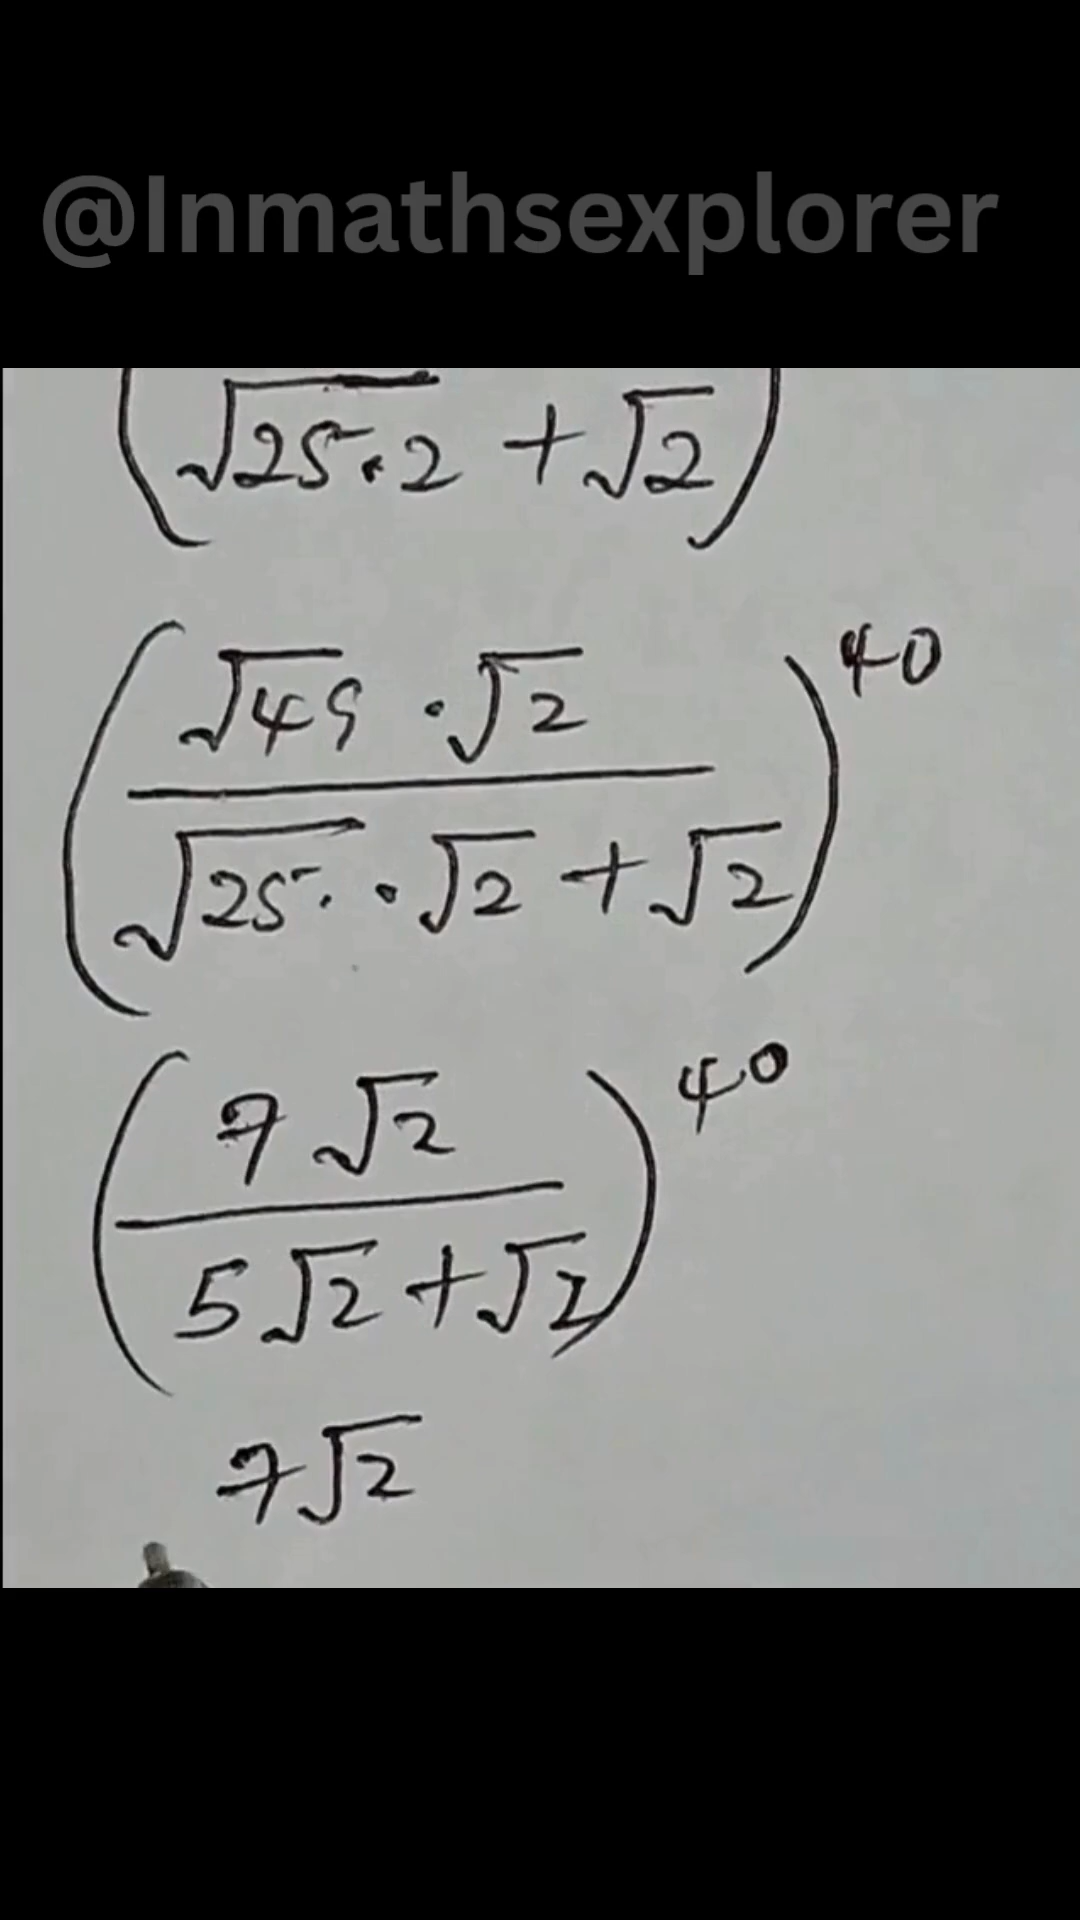 @Inmathsexplorer
(√25·2 + √2)
(√49 · √2 / √25 · √2 + √2)^40
(7√2 / 5√2 + √2)^40
7√2